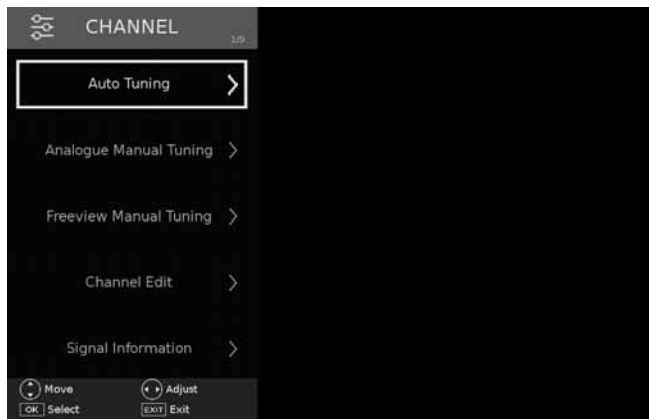 CHANNEL
1/9
Auto Tuning
Analogue Manual Tuning
Freeview Manual Tuning
Channel Edit
Signal Information
Move Adjust
OK Select EXIT Exit